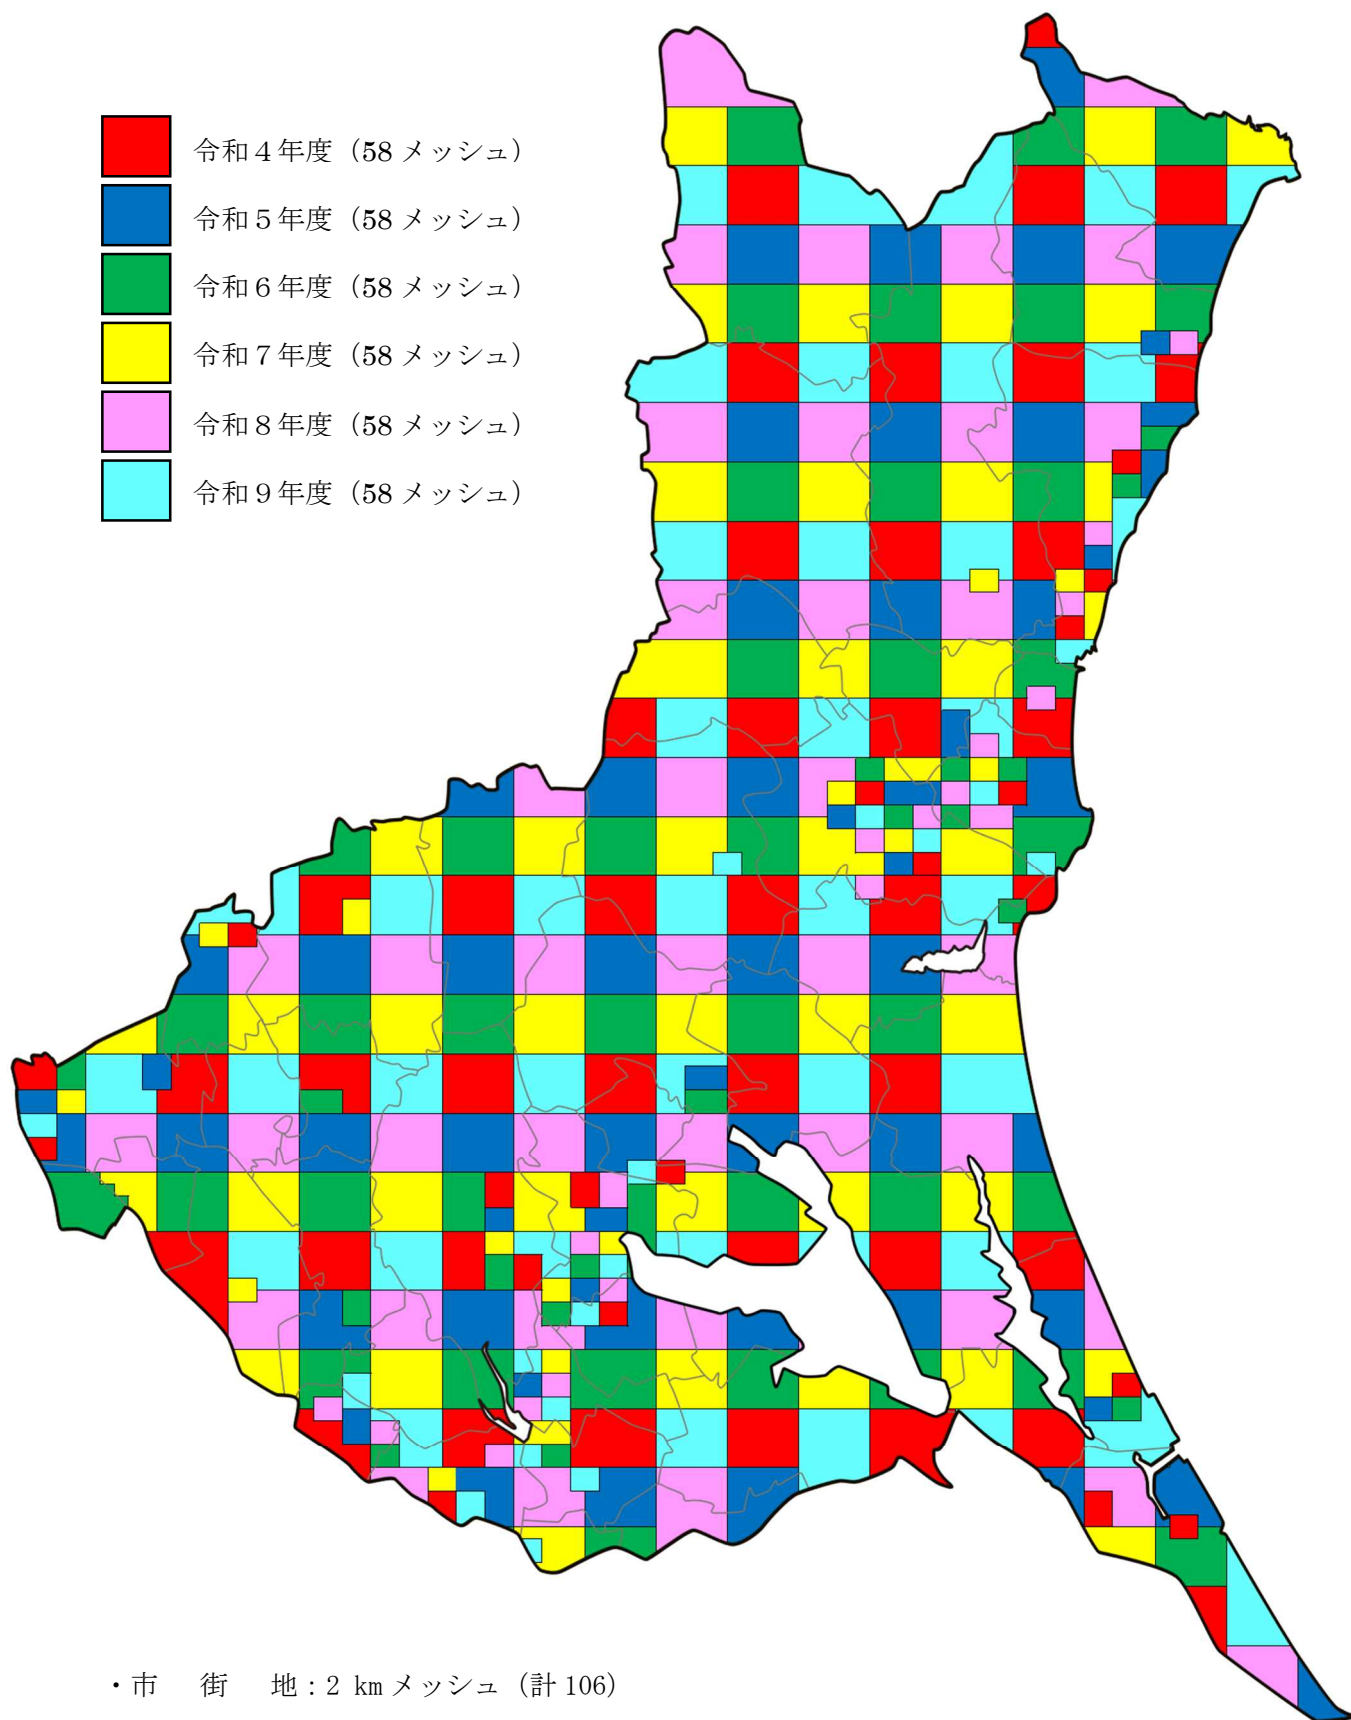 令和４年度（58 メッシュ）
令和５年度（58 メッシュ）
令和６年度（58 メッシュ）
令和７年度（58 メッシュ）
令和８年度（58 メッシュ）
令和９年度（58 メッシュ）
・市　街　地：2 km メッシュ（計 106）